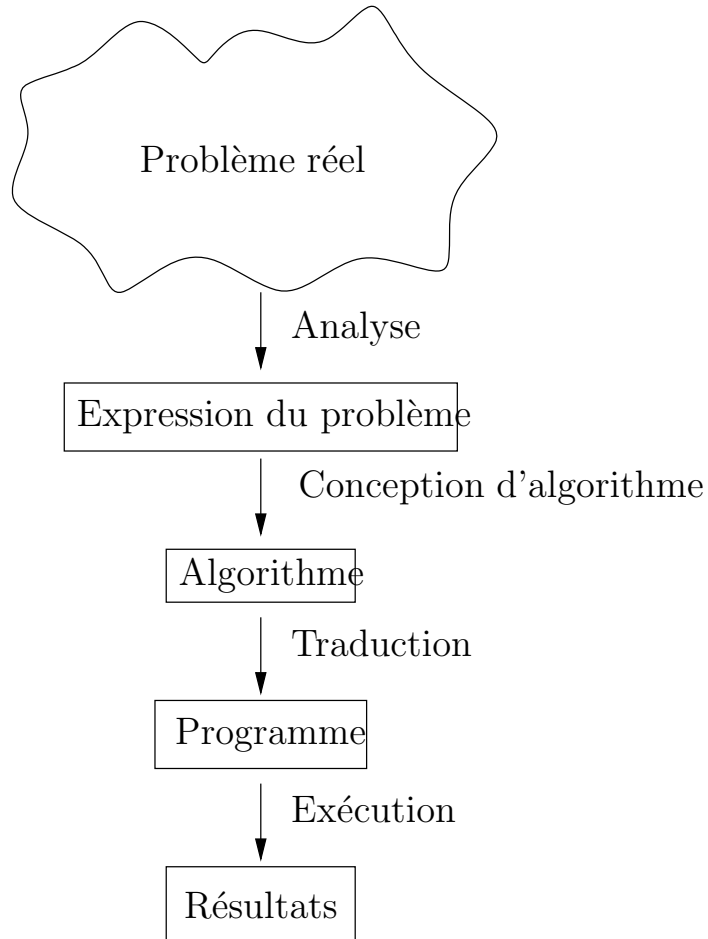 Problème réel
Analyse
Expression du problème
Conception d'algorithme
Algorithme
Traduction
Programme
Exécution
Résultats